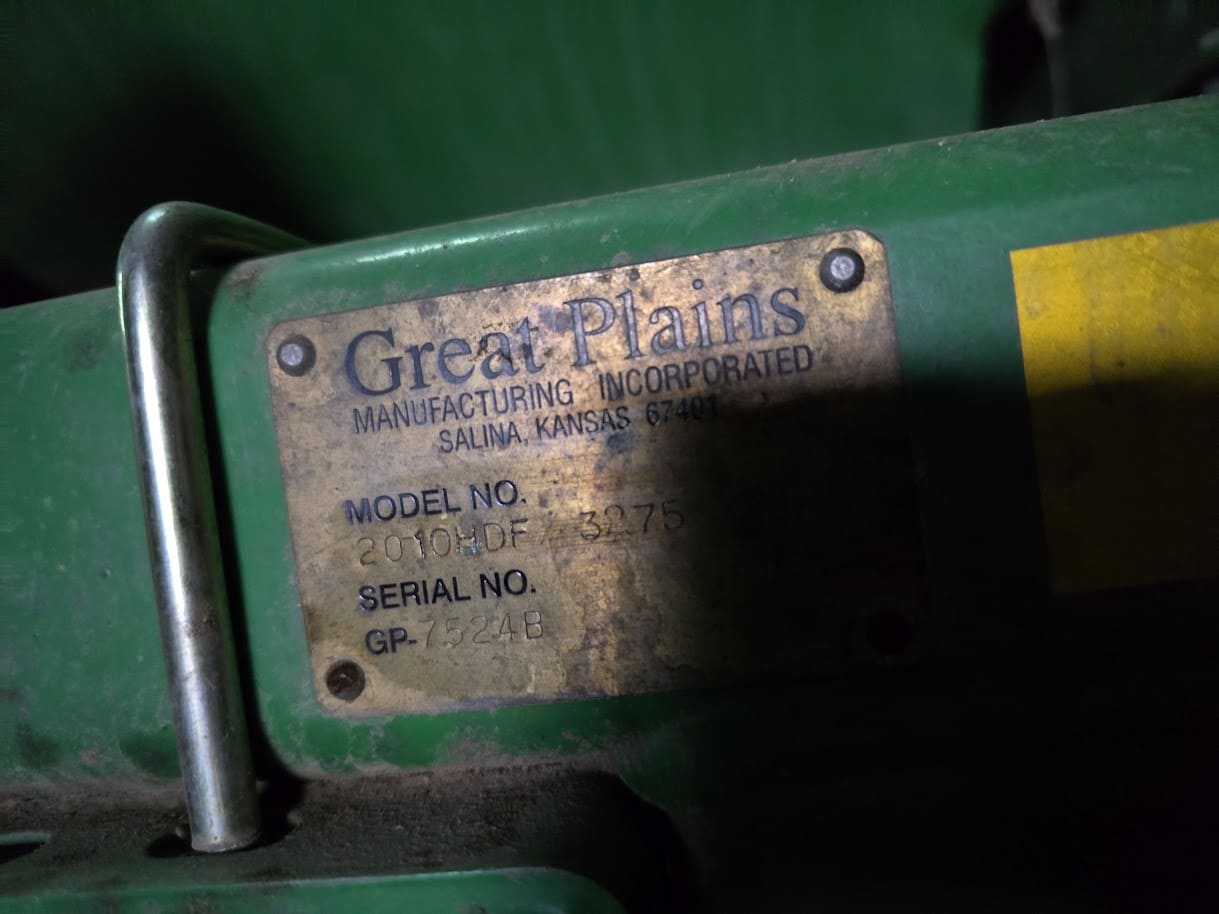 Great Plains
MANUFACTURING INCORPORATED
SALINA, KANSAS 67401
MODEL NO.
2010HDF 3275
SERIAL NO.
GP-7524B